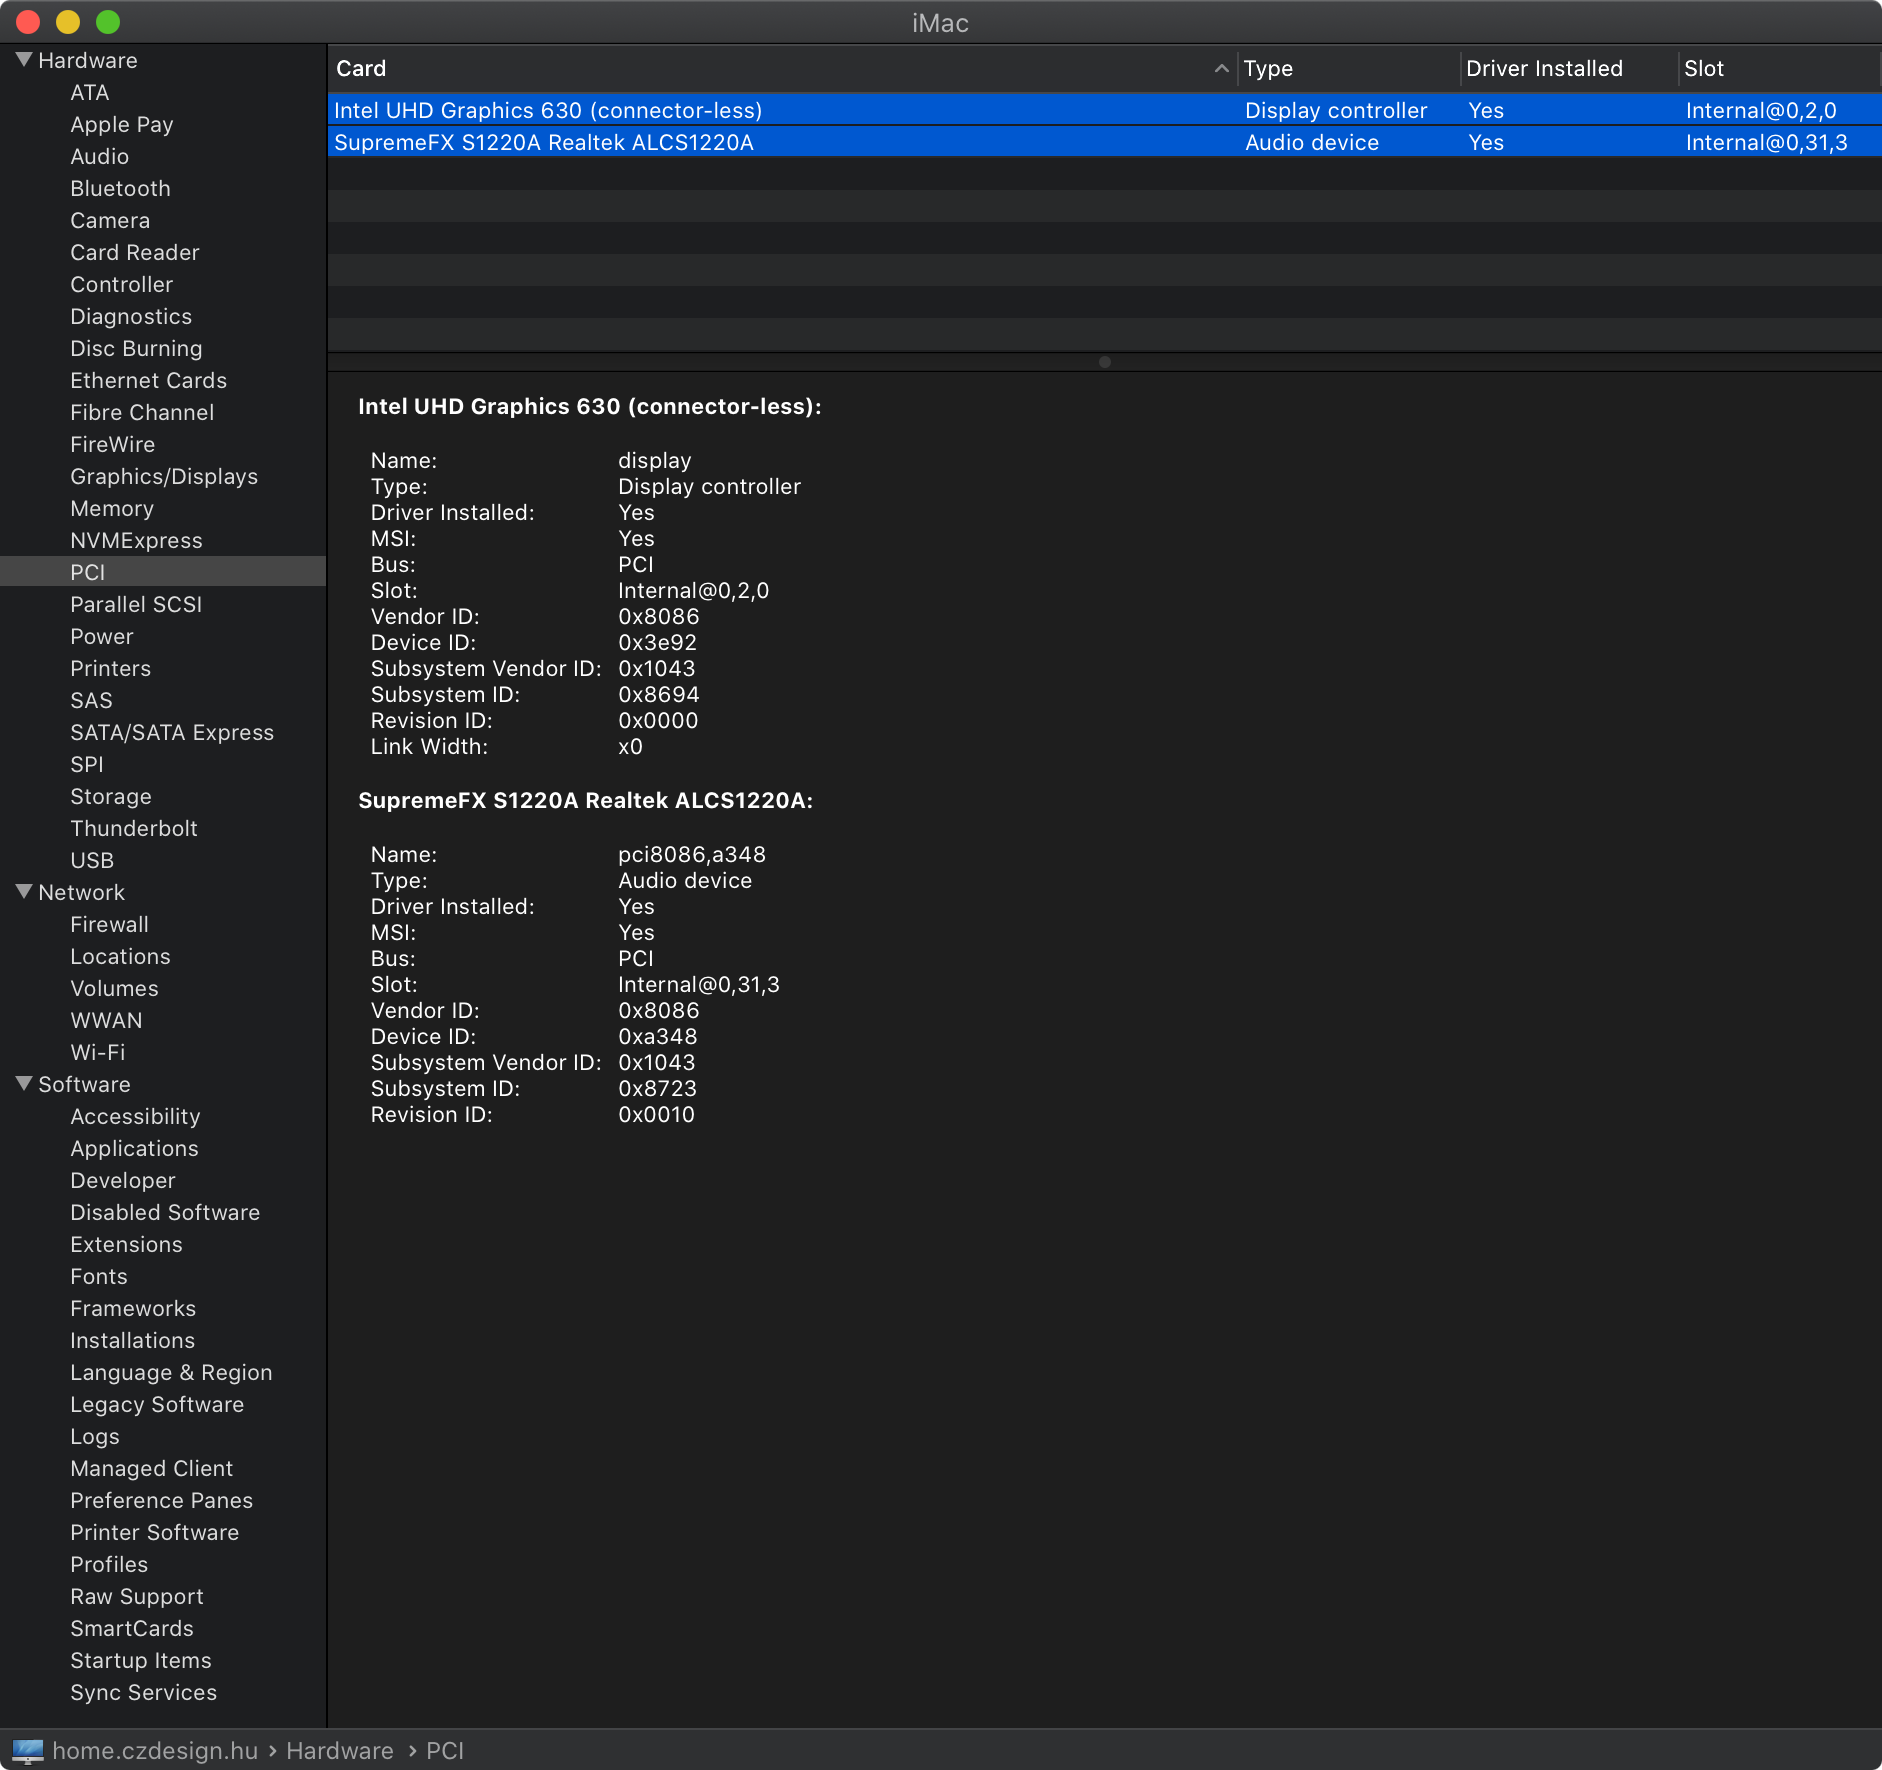 iMac
Hardware
ATA
Apple Pay
Audio
Bluetooth
Camera
Card Reader
Controller
Diagnostics
Disc Burning
Ethernet Cards
Fibre Channel
FireWire
Graphics/Displays
Memory
NVMExpress
PCI
Parallel SCSI
Power
Printers
SAS
SATA/SATA Express
SPI
Storage
Thunderbolt
USB
Network
Firewall
Locations
Volumes
WWAN
Wi-Fi
Software
Accessibility
Applications
Developer
Disabled Software
Extensions
Fonts
Frameworks
Installations
Language & Region
Legacy Software
Logs
Managed Client
Preference Panes
Printer Software
Profiles
Raw Support
SmartCards
Startup Items
Sync Services
Card Type Driver Installed Slot
Intel UHD Graphics 630 (connector-less) Display controller Yes Internal@0,2,0
SupremeFX S1220A Realtek ALCS1220A Audio device Yes Internal@0,31,3
Intel UHD Graphics 630 (connector-less):
Name: display
Type: Display controller
Driver Installed: Yes
MSI: Yes
Bus: PCI
Slot: Internal@0,2,0
Vendor ID: 0x8086
Device ID: 0x3e92
Subsystem Vendor ID: 0x1043
Subsystem ID: 0x8694
Revision ID: 0x0000
Link Width: x0
SupremeFX S1220A Realtek ALCS1220A:
Name: pci8086,a348
Type: Audio device
Driver Installed: Yes
MSI: Yes
Bus: PCI
Slot: Internal@0,31,3
Vendor ID: 0x8086
Device ID: 0xa348
Subsystem Vendor ID: 0x1043
Subsystem ID: 0x8723
Revision ID: 0x0010
home.czdesign.hu › Hardware › PCI